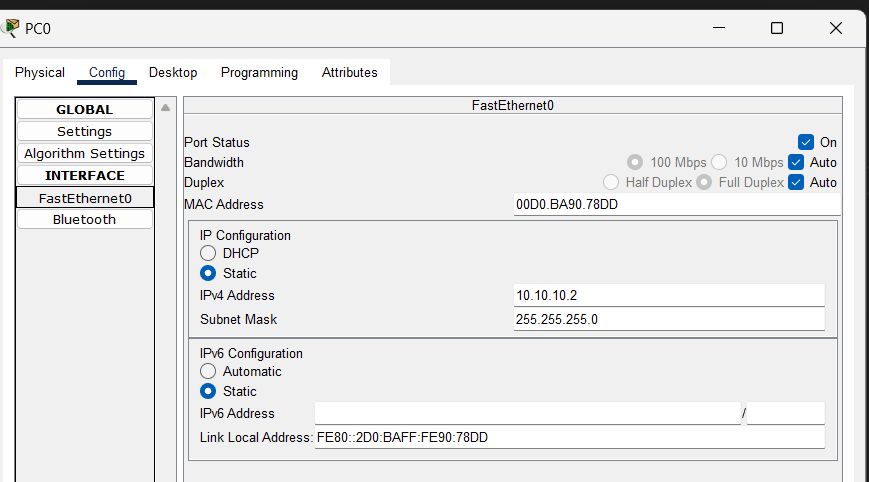 PC0
Physical Config Desktop Programming Attributes
GLOBAL
Settings
Algorithm Settings
INTERFACE
FastEthernet0
Bluetooth
FastEthernet0
Port Status On
Bandwidth 100 Mbps 10 Mbps Auto
Duplex Half Duplex Full Duplex Auto
MAC Address 00D0.BA90.78DD
IP Configuration
DHCP
Static
IPv4 Address 10.10.10.2
Subnet Mask 255.255.255.0
IPv6 Configuration
Automatic
Static
IPv6 Address /
Link Local Address: FE80::2D0:BAFF:FE90:78DD